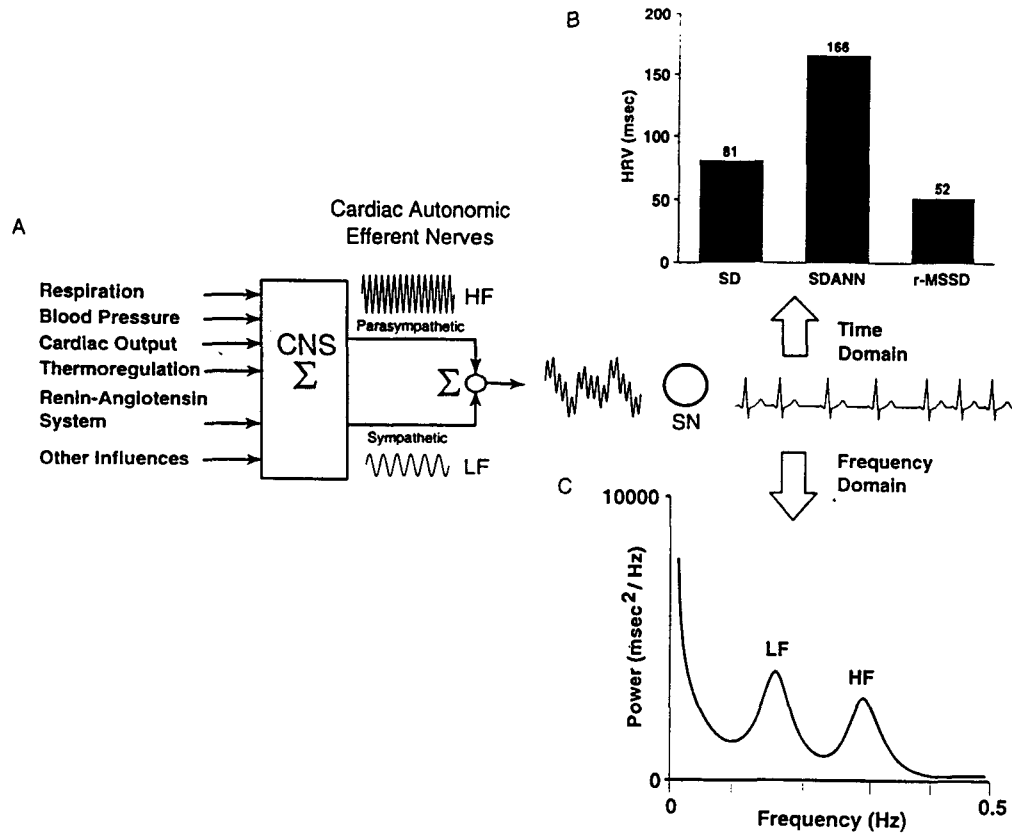 A
Cardiac Autonomic
Efferent Nerves
Respiration
Blood Pressure
Cardiac Output
Thermoregulation
Renin-Angiotensin
System
Other Influences
CNS
Σ
HF
Parasympathetic
Σ
Sympathetic
LF
SN
B
HRV (msec)
200
150
100
50
0
81
166
52
SD SDANN r-MSSD
Time
Domain
Frequency
Domain
C
Power (msec²/Hz)
10000
0
LF
HF
0 0.5
Frequency (Hz)